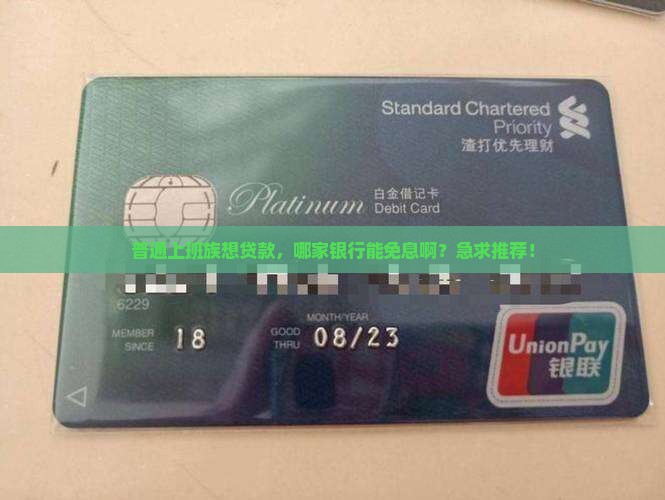 Standard Chartered
Priority
渣打优先理财
Platinum 白金借记卡
Debit Card
普通上班族想贷款，哪家银行能免息啊？急求推荐！
6229
MONTH/YEAR
MEMBER SINCE 18 GOOD THRU 08/23
UnionPay
银联